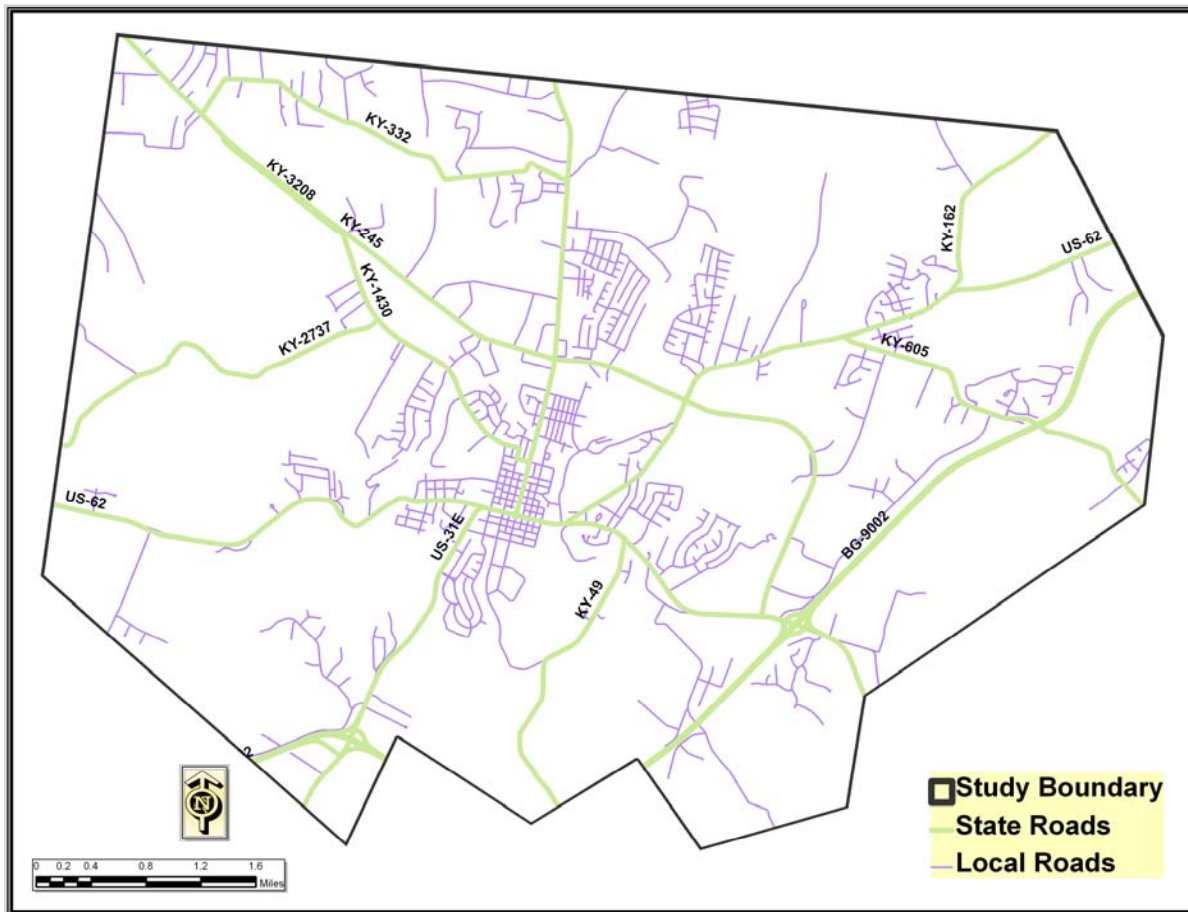 KY-332
KY-3208
KY-245
KY-162
US-62
KY-1430
KY-2737
KY-605
US-62
BG-9002
US-31E
KY-49
2
N
Study Boundary
State Roads
Local Roads
0 0.2 0.4 0.8 1.2 1.6
Miles